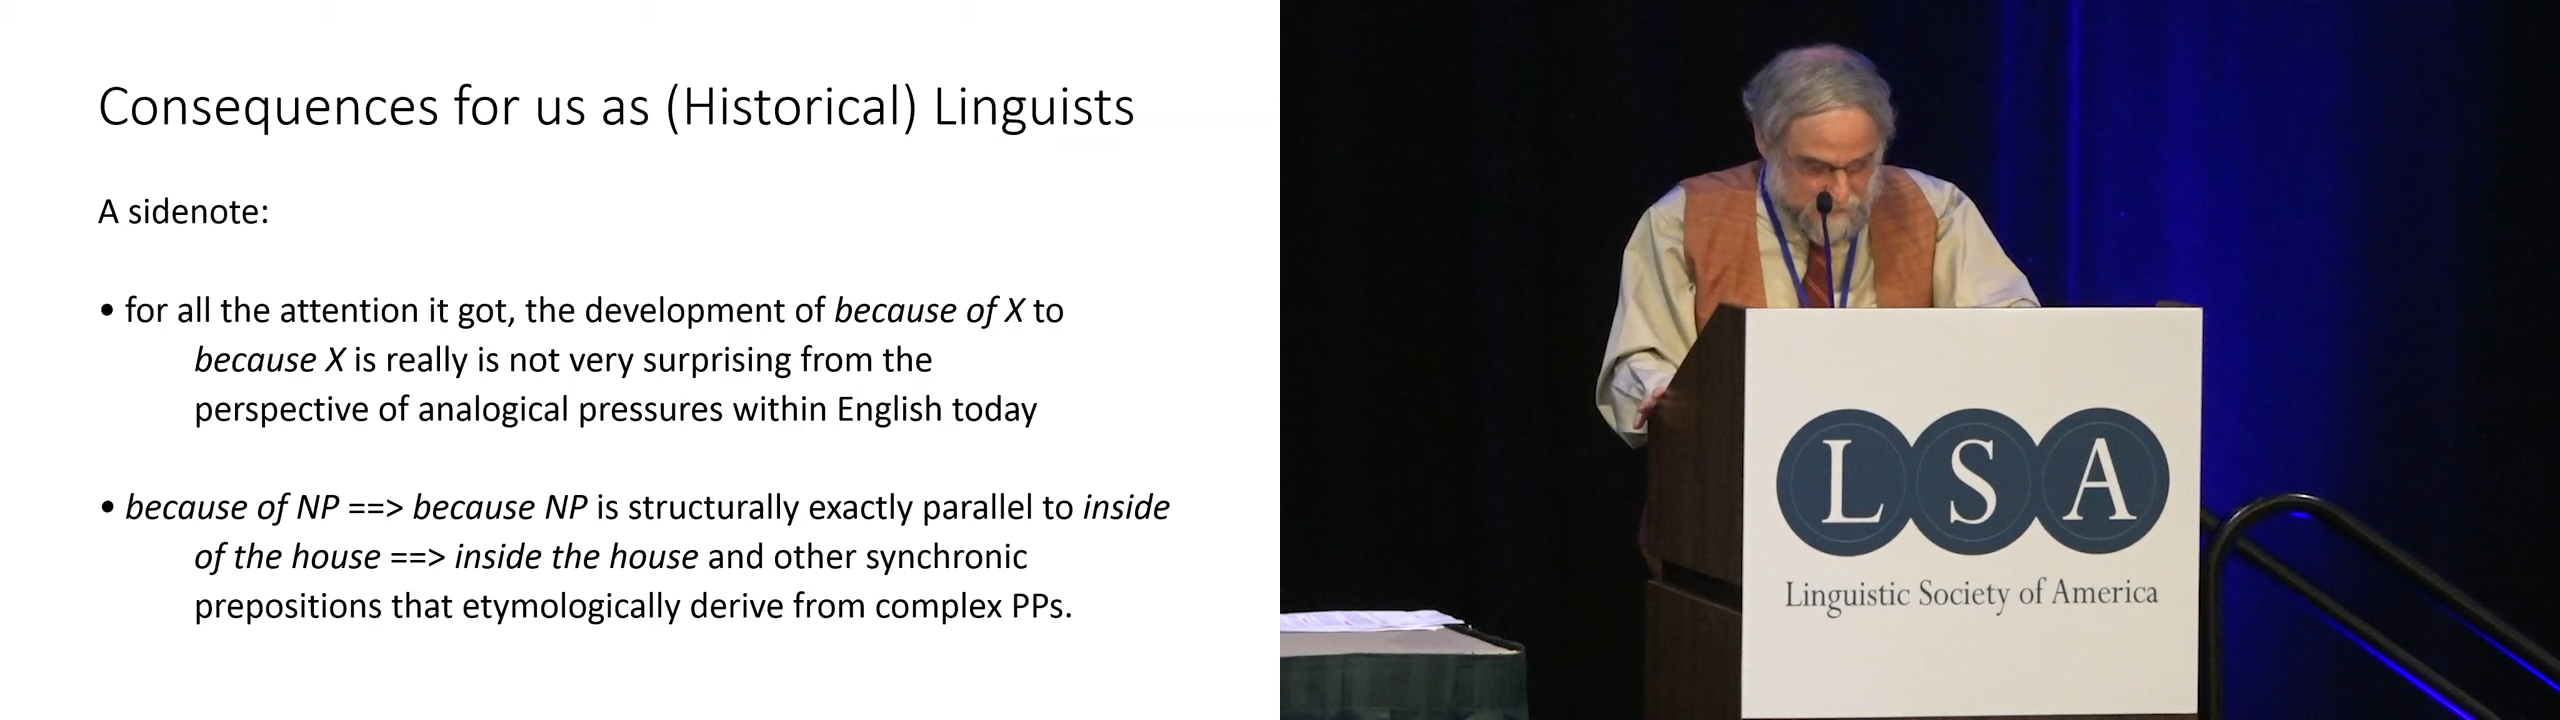 Consequences for us as (Historical) Linguists
A sidenote:
• for all the attention it got, the development of because of X to
because X is really is not very surprising from the
perspective of analogical pressures within English today
• because of NP ==> because NP is structurally exactly parallel to inside
of the house ==> inside the house and other synchronic
prepositions that etymologically derive from complex PPs.
LSA
Linguistic Society of America